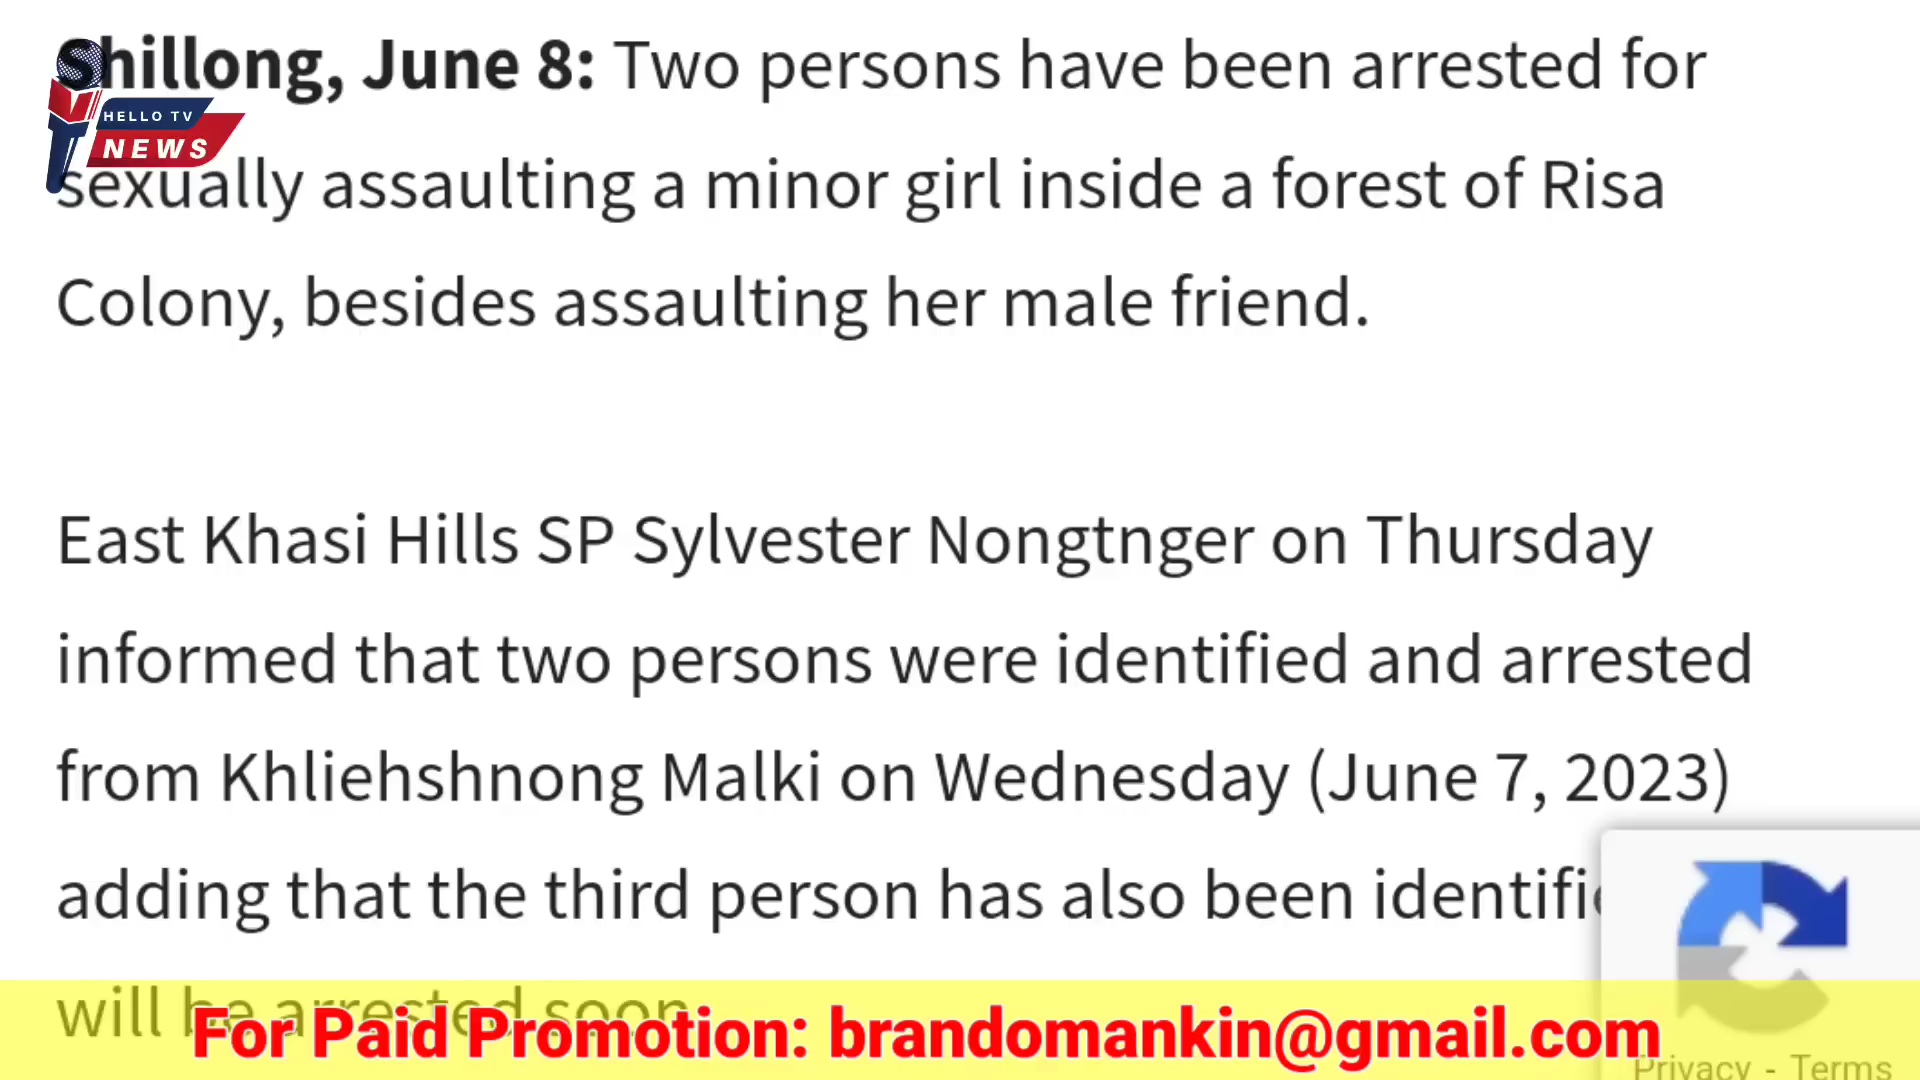 Shillong, June 8: Two persons have been arrested for
HELLO TV
NEWS
sexually assaulting a minor girl inside a forest of Risa
Colony, besides assaulting her male friend.
East Khasi Hills SP Sylvester Nongtnger on Thursday
informed that two persons were identified and arrested
from Khliehshnong Malki on Wednesday (June 7, 2023)
adding that the third person has also been
will be arrested soon
For Paid Promotion: brandomankin@gmail.com
Privacy - Terms